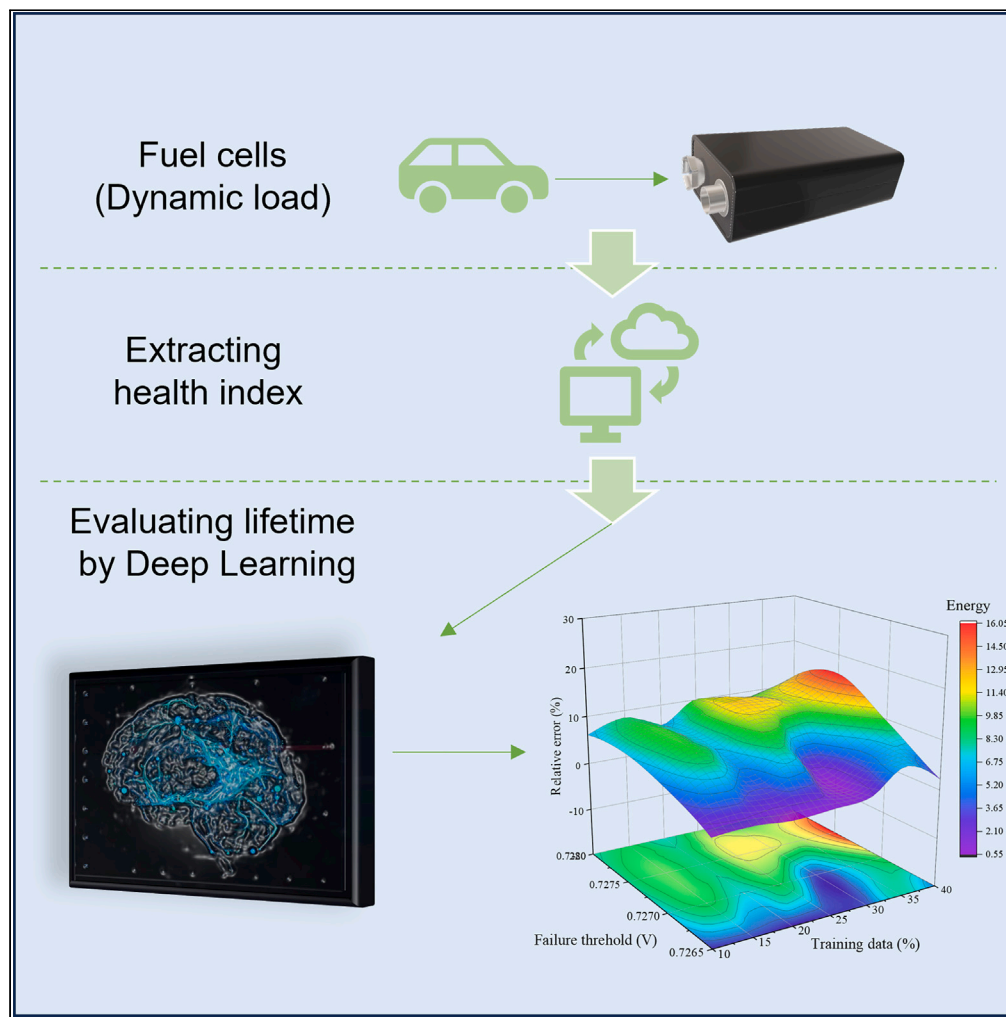 Fuel cells
(Dynamic load)
Extracting
health index
Evaluating lifetime
by Deep Learning
Energy
16.05
14.50
12.95
11.40
9.85
8.30
6.75
5.20
3.65
2.10
0.55
Relative error (%)
30
20
10
0
-10
0.7280
0.7275
0.7270
0.7265
Failure threhold (V)
10
15
20
25
30
35
40
Training data (%)